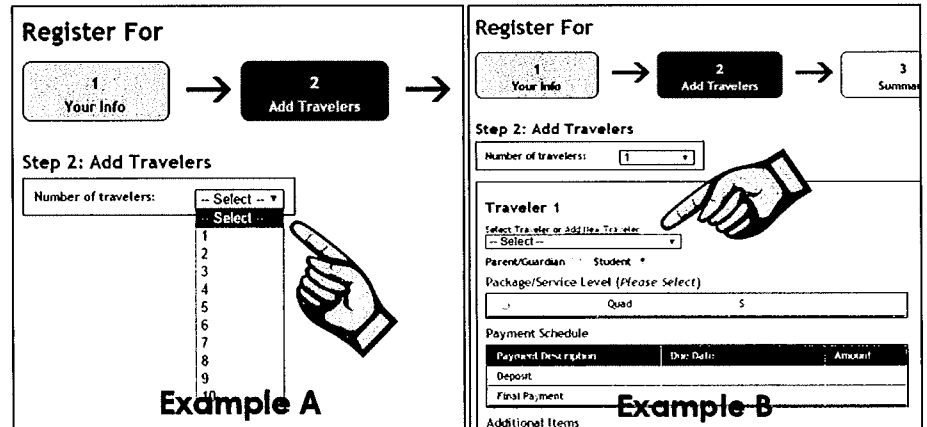 Register For
1
Your Info
2
Add Travelers
Step 2: Add Travelers
Number of travelers:
-- Select --
-- Select --
1
2
3
4
5
6
7
8
9
10
Example A
Register For
1
Your Info
2
Add Travelers
3
Summa
Step 2: Add Travelers
Number of travelers:
1
Traveler 1
Select Traveler or Add New Traveler
-- Select --
Parent/Guardian Student
Package/Service Level (Please Select)
Quad $
Payment Schedule
Payment Description Due Date Amount
Deposit
Final Payment
Example B
Additional Items